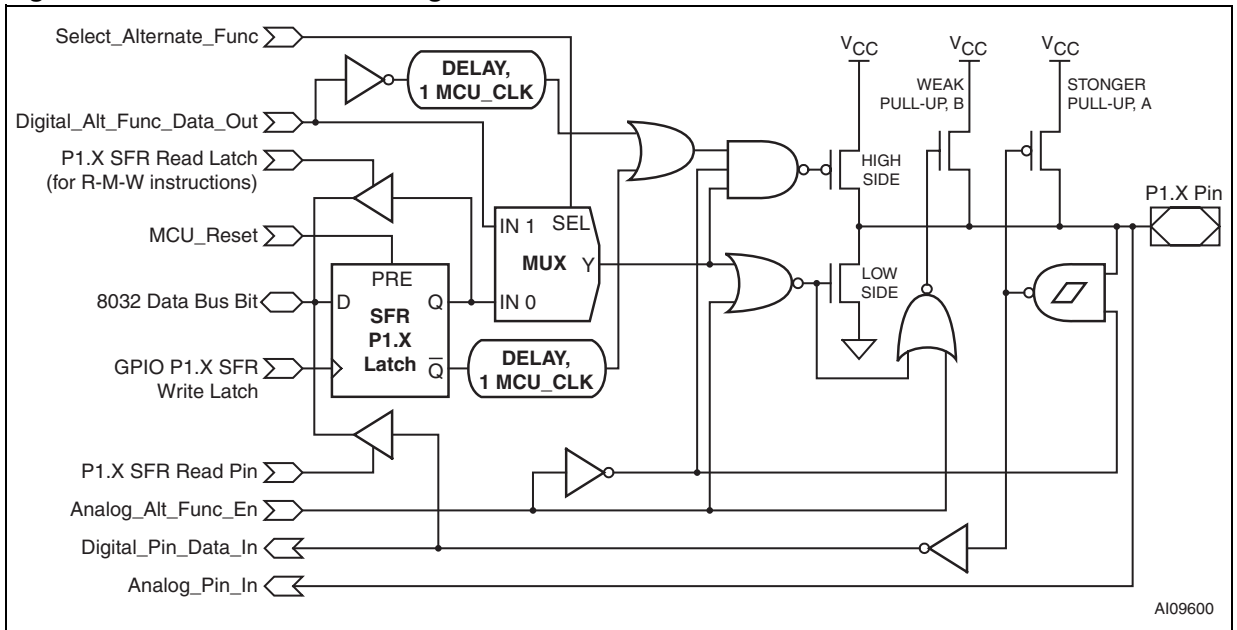 Select_Alternate_Func
DELAY,
1 MCU_CLK
Digital_Alt_Func_Data_Out
P1.X SFR Read Latch
(for R-M-W instructions)
MCU_Reset
8032 Data Bus Bit
GPIO P1.X SFR
Write Latch
P1.X SFR Read Pin
Analog_Alt_Func_En
Digital_Pin_Data_In
Analog_Pin_In
PRE
D
Q
SFR
P1.X
Latch
Q
DELAY,
1 MCU_CLK
IN 1
SEL
MUX
Y
IN 0
VCC
HIGH
SIDE
LOW
SIDE
VCC
WEAK
PULL-UP, B
VCC
STONGER
PULL-UP, A
P1.X Pin
AI09600